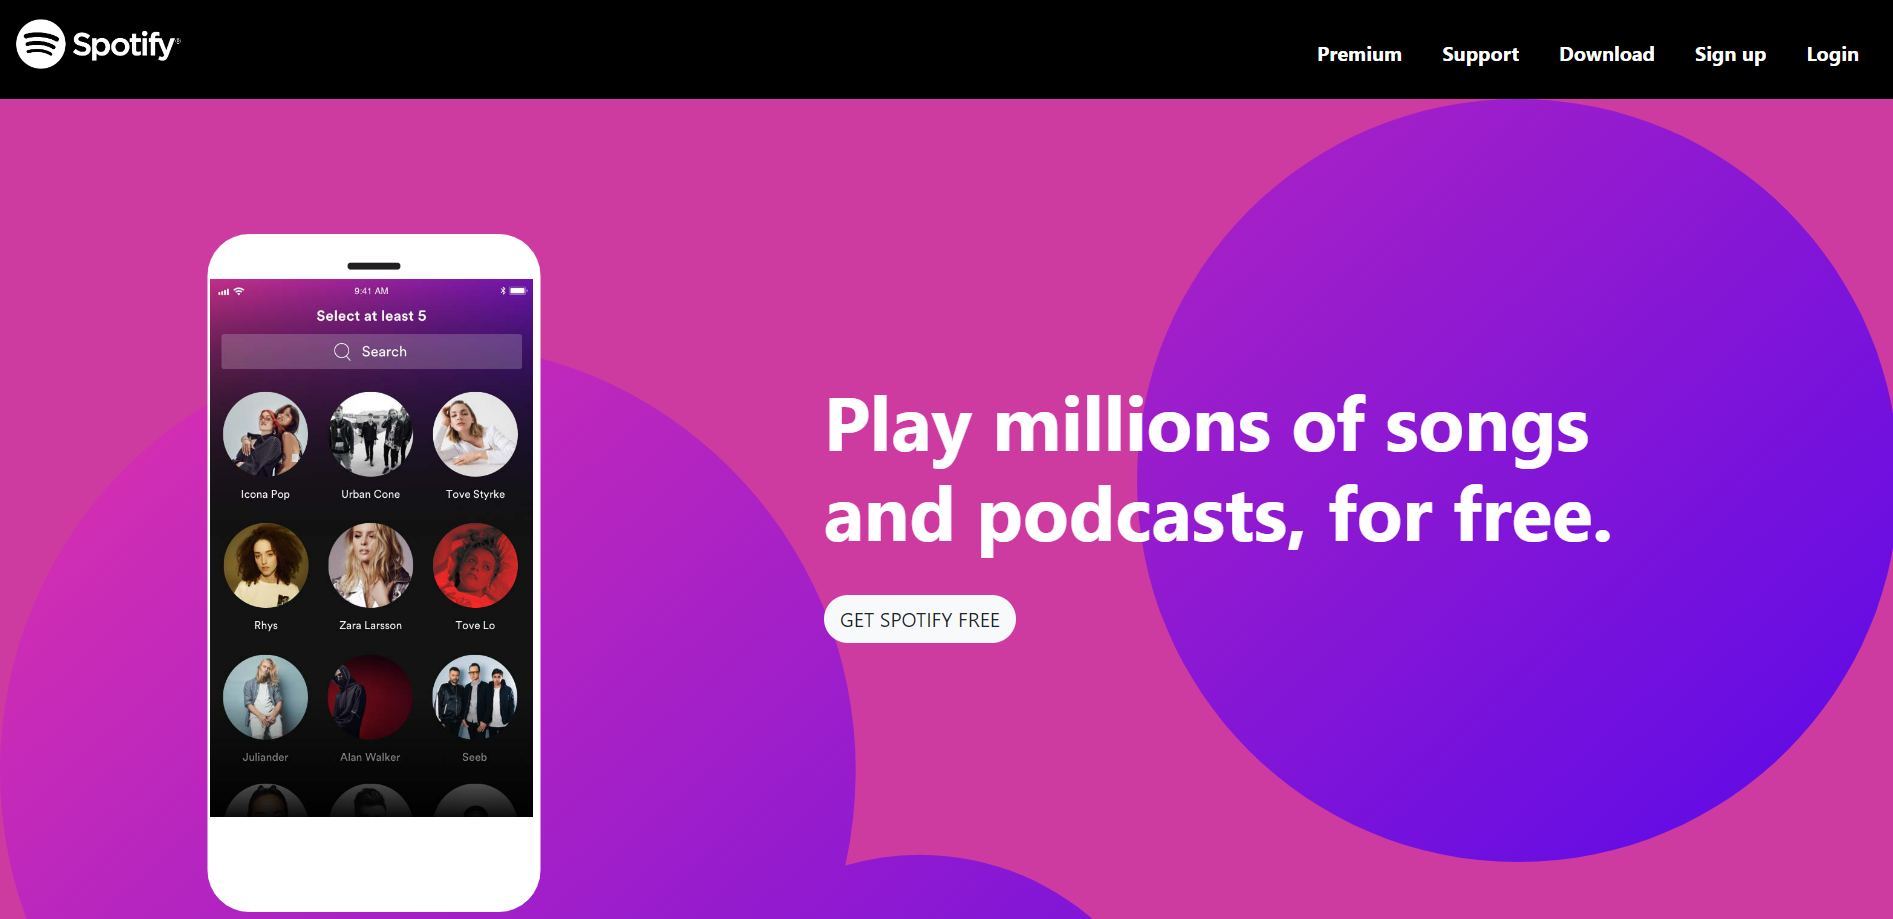 Spotify®
Premium Support Download Sign up Login
9:41 AM
Select at least 5
Search
Icona Pop Urban Cone Tove Styrke
Rhys Zara Larsson Tove Lo
Juliander Alan Walker Seeb
Play millions of songs
and podcasts, for free.
GET SPOTIFY FREE